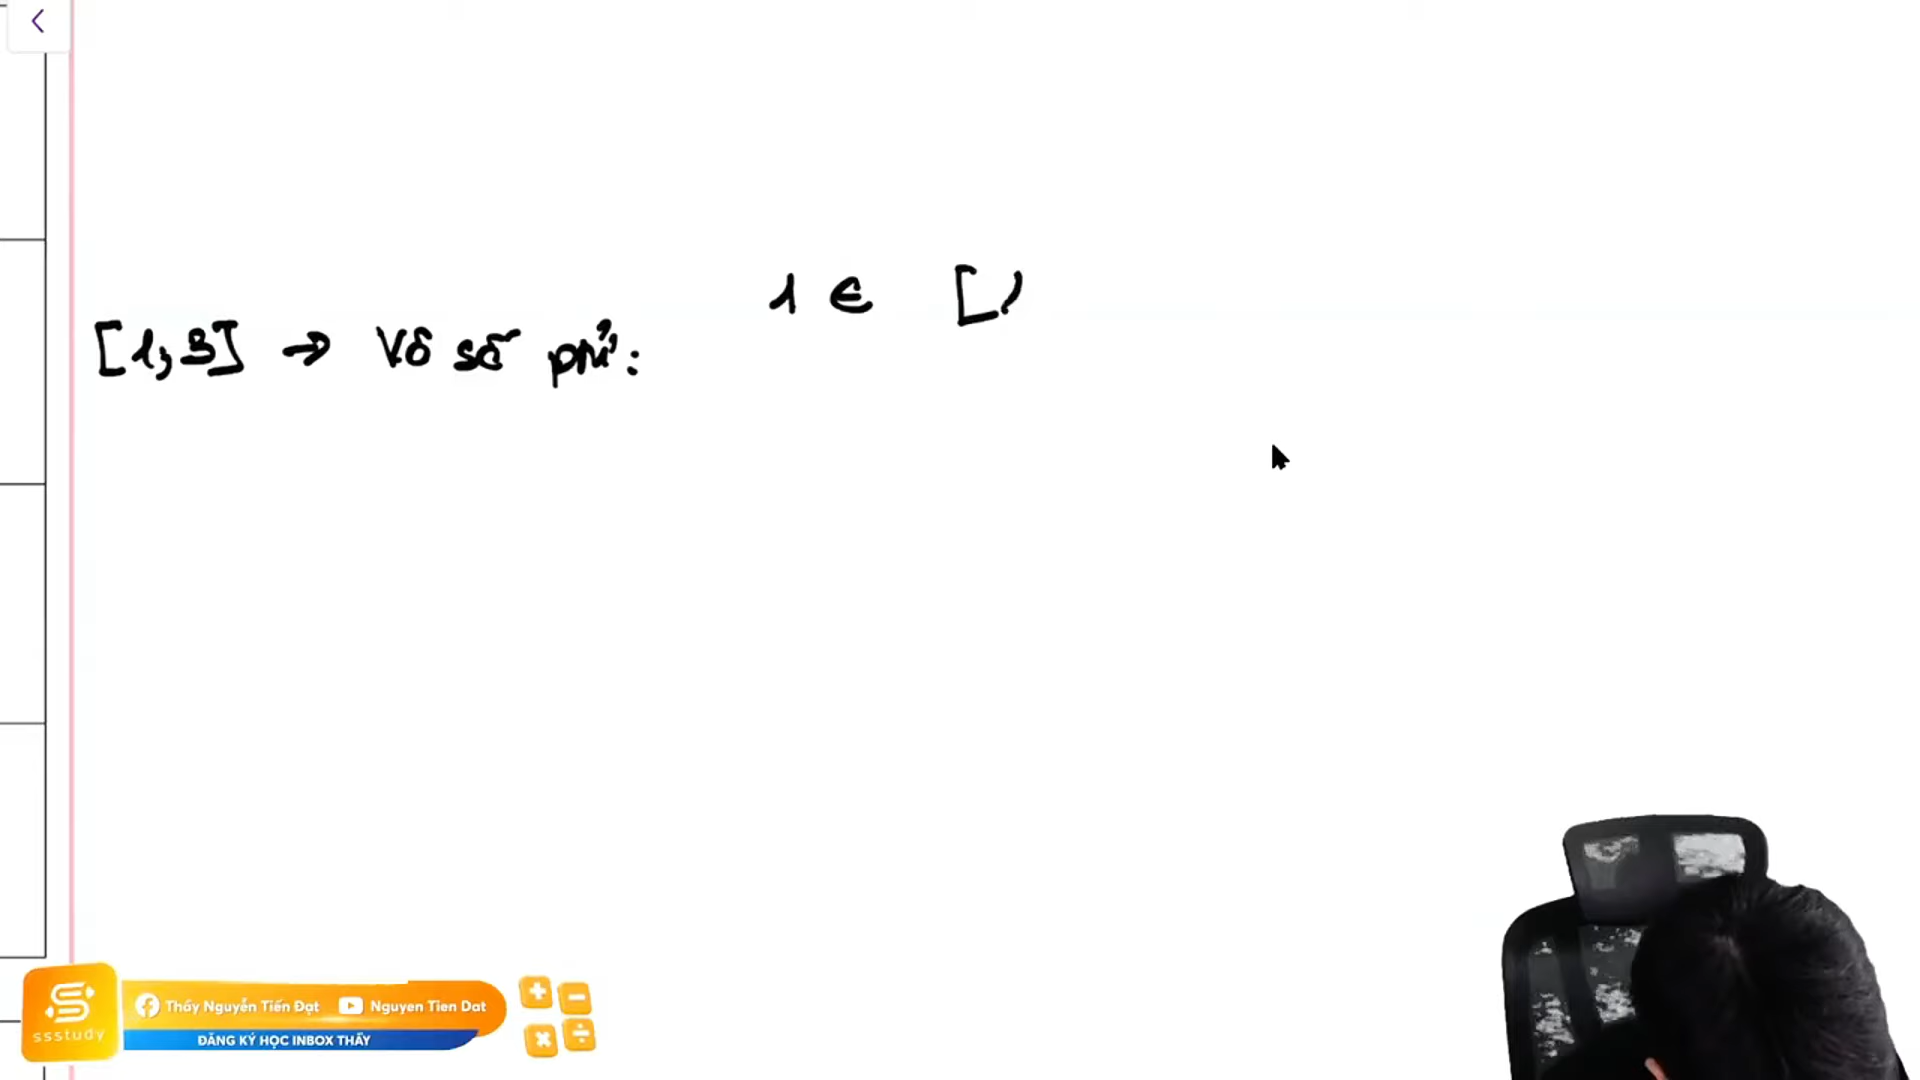 1 ∈ [1
[1; 3] → Vô số ptử:
Thầy Nguyễn Tiến Đạt Nguyen Tien Dat
ssstudy
ĐĂNG KÝ HỌC INBOX THẦY